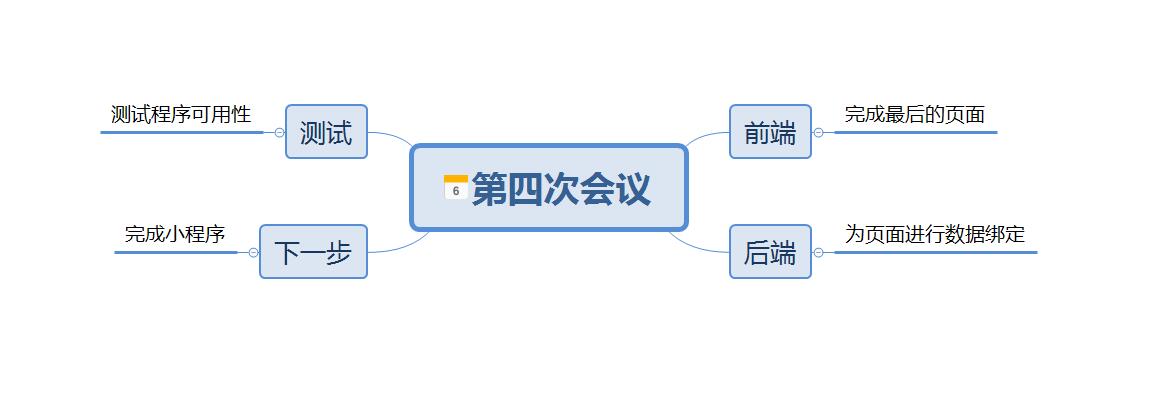 测试程序可用性
测试
前端
完成最后的页面
6
第四次会议
完成小程序
下一步
后端
为页面进行数据绑定